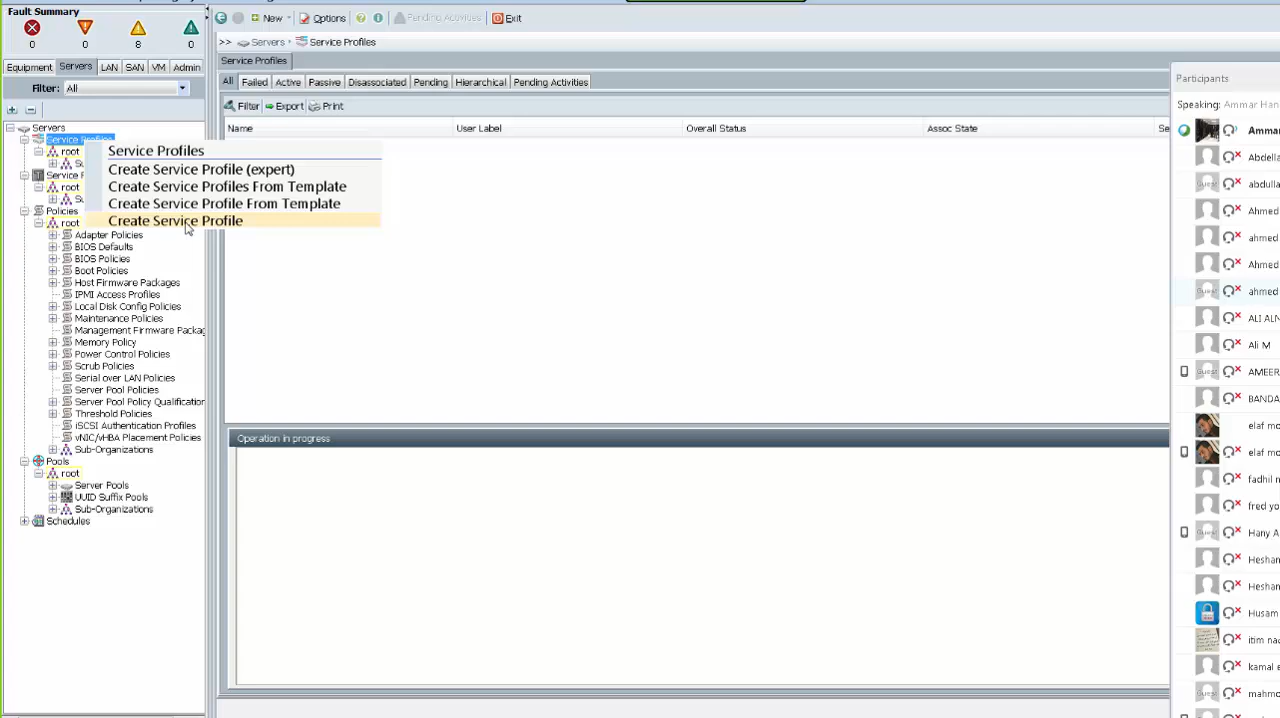 Fault Summary
0 0 8 0
Equipment Servers LAN SAN VM Admin
Filter: All
Servers
Service Profiles
root
Service
root
Policies
root
Adapter Policies
BIOS Defaults
BIOS Policies
Boot Policies
Host Firmware Packages
IPMI Access Profiles
Local Disk Config Policies
Maintenance Policies
Management Firmware Packag
Memory Policy
Power Control Policies
Scrub Policies
Serial over LAN Policies
Server Pool Policies
Server Pool Policy Qualification
Threshold Policies
iSCSI Authentication Profiles
vNIC/vHBA Placement Policies
Sub-Organizations
Pools
root
Server Pools
UUID Suffix Pools
Sub-Organizations
Schedules
Service Profiles
Create Service Profile (expert)
Create Service Profiles From Template
Create Service Profile From Template
Create Service Profile
New Options Pending Activities Exit
>> Servers Service Profiles
Service Profiles
All Failed Active Passive Disassociated Pending Hierarchical Pending Activities
Filter Export Print
Name User Label Overall Status Assoc State Se
Operation in progress
Participants
Speaking: Ammar Han
Ammar
Abdella
Guest abdulla
Ahmed
ahmed
Ahmed
Guest ahmed
ALI ALN
Ali M
Guest AMEER
BANDA
elaf mo
elaf mo
fadhil m
fred yo
Guest Hany A
Heshan
Heshan
Husam
itim nac
kamal e
mahmo